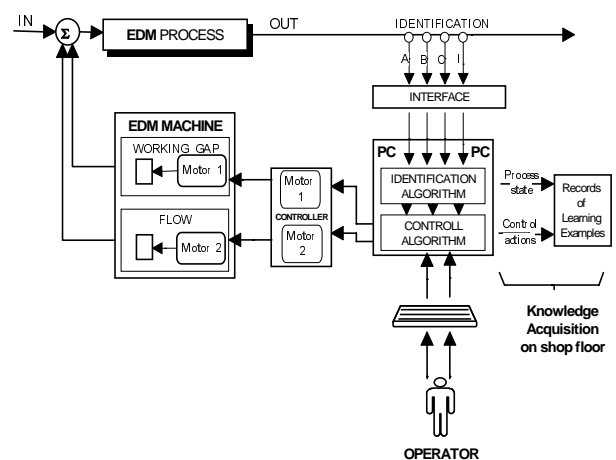 IN
Σ
EDM PROCESS
OUT
IDENTIFICATION
A B C I
INTERFACE
EDM MACHINE
WORKING GAP
Motor 1
FLOW
Motor 2
Motor
1
CONTROLLER
Motor
2
PC PC
IDENTIFICATION
ALGORITHM
CONTROLL
ALGORITHM
Process
state
Control
actions
Records
of
Learning
Examples
Knowledge
Acquisition
on shop floor
OPERATOR